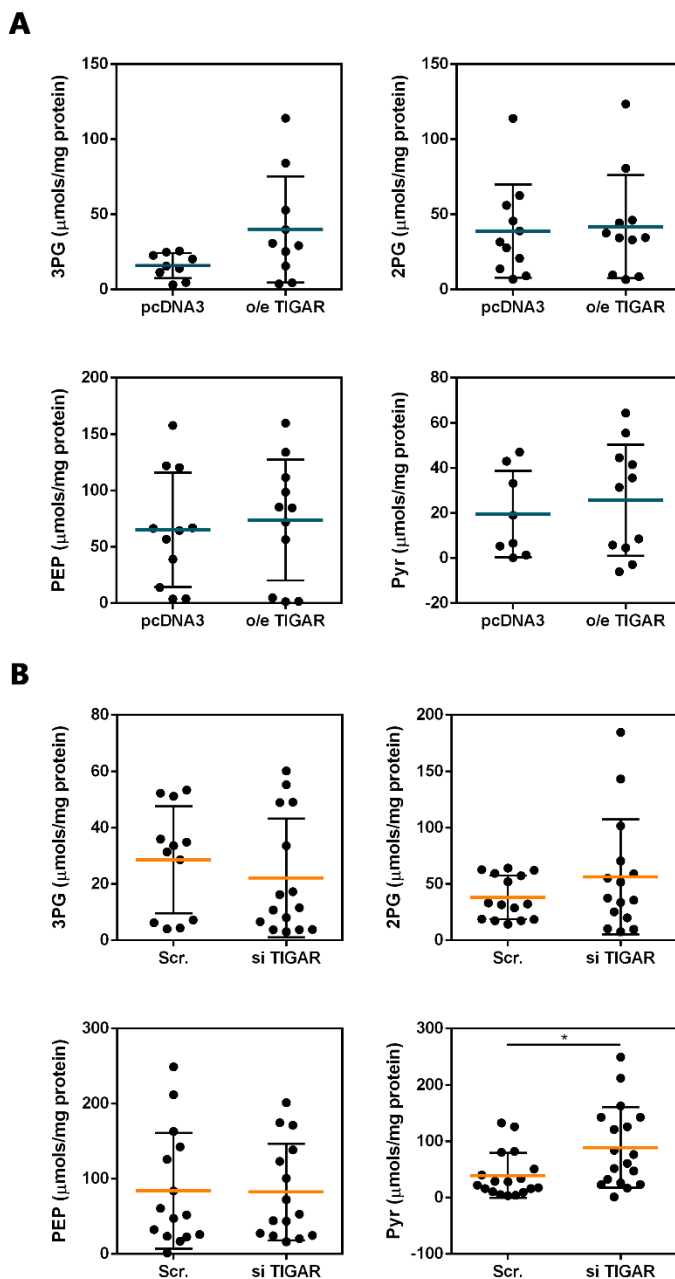 A
3PG (μmols/mg protein)
150
100
50
0
pcDNA3 o/e TIGAR
2PG (μmols/mg protein)
150
100
50
0
pcDNA3 o/e TIGAR
PEP (μmols/mg protein)
200
150
100
50
0
pcDNA3 o/e TIGAR
Pyr (μmols/mg protein)
80
60
40
20
0
-20
pcDNA3 o/e TIGAR
B
3PG (μmols/mg protein)
80
60
40
20
0
Scr. si TIGAR
2PG (μmols/mg protein)
200
150
100
50
0
Scr. si TIGAR
PEP (μmols/mg protein)
300
200
100
0
Scr. si TIGAR
Pyr (μmols/mg protein)
300
200
100
0
-100
*
Scr. si TIGAR